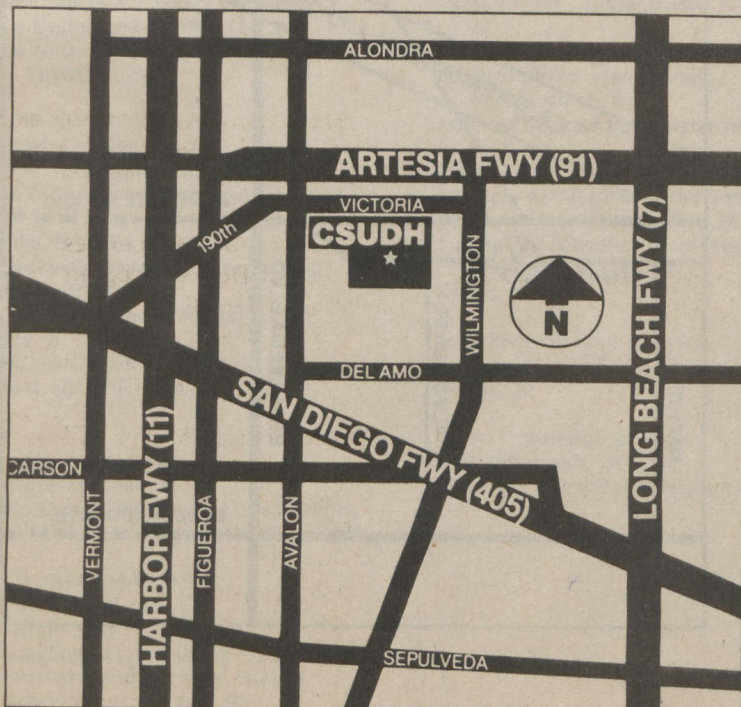 ALONDRA
ARTESIA FWY (91)
VICTORIA
CSUDH
190th
WILMINGTON
N
LONG BEACH FWY (7)
DEL AMO
SAN DIEGO FWY (405)
CARSON
VERMONT
HARBOR FWY (11)
FIGUEROA
AVALON
SEPULVEDA